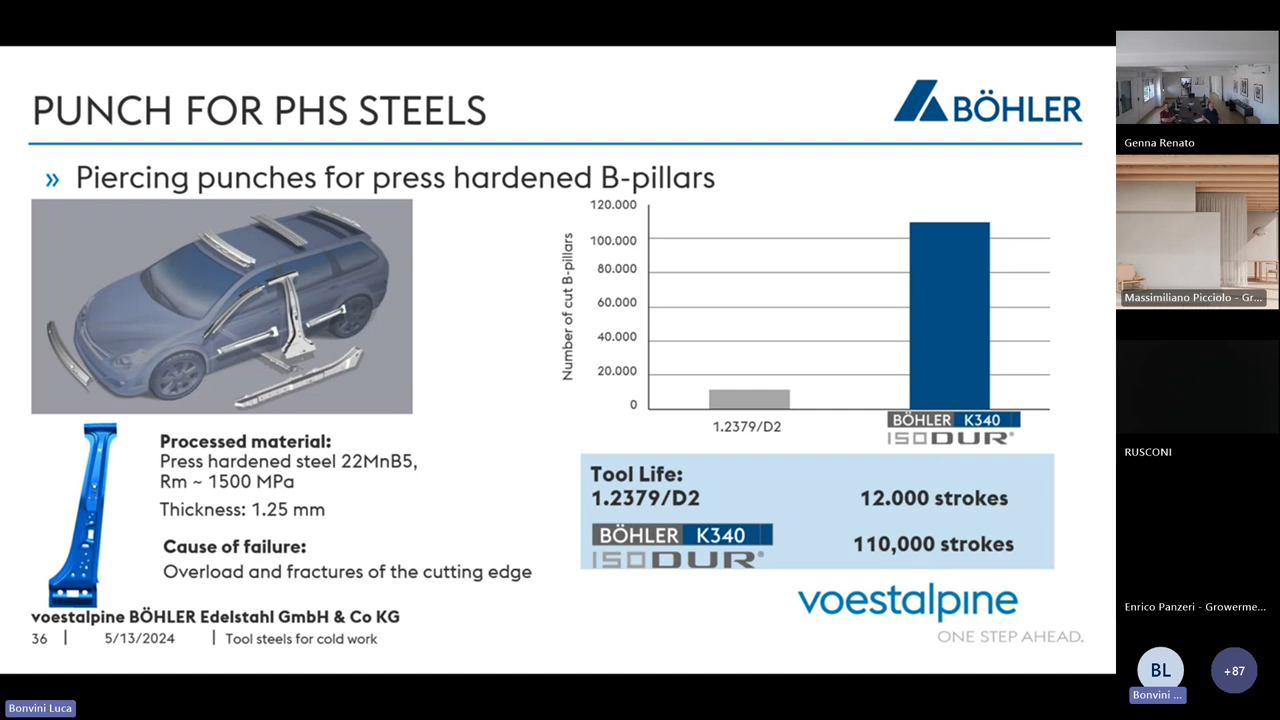 PUNCH FOR PHS STEELS
BÖHLER
» Piercing punches for press hardened B-pillars
Number of cut B-pillars
120.000
100.000
80.000
60.000
40.000
20.000
0
1.2379/D2
BÖHLER K340
ISODUR®
Processed material:
Press hardened steel 22MnB5,
Rm ~ 1500 MPa
Thickness: 1.25 mm
Cause of failure:
Overload and fractures of the cutting edge
Tool Life:
1.2379/D2 12.000 strokes
BÖHLER K340
ISODUR® 110,000 strokes
voestalpine BÖHLER Edelstahl GmbH & Co KG
36 | 5/13/2024 | Tool steels for cold work
voestalpine
ONE STEP AHEAD.
Genna Renato
Massimiliano Picciolo - Gr...
RUSCONI
Enrico Panzeri - Growerme...
BL
Bonvini ...
+87
Bonvini Luca